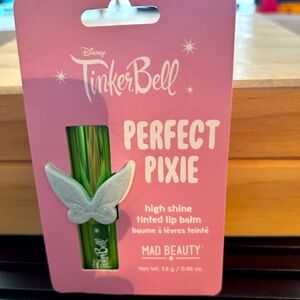 Disney
TinkerBell
PERFECT
PIXIE
high shine
tinted lip balm
baume à lèvres teinté
MAD BEAUTY
Net Wt. 1.8 g / 0.06 oz
TinkerBell